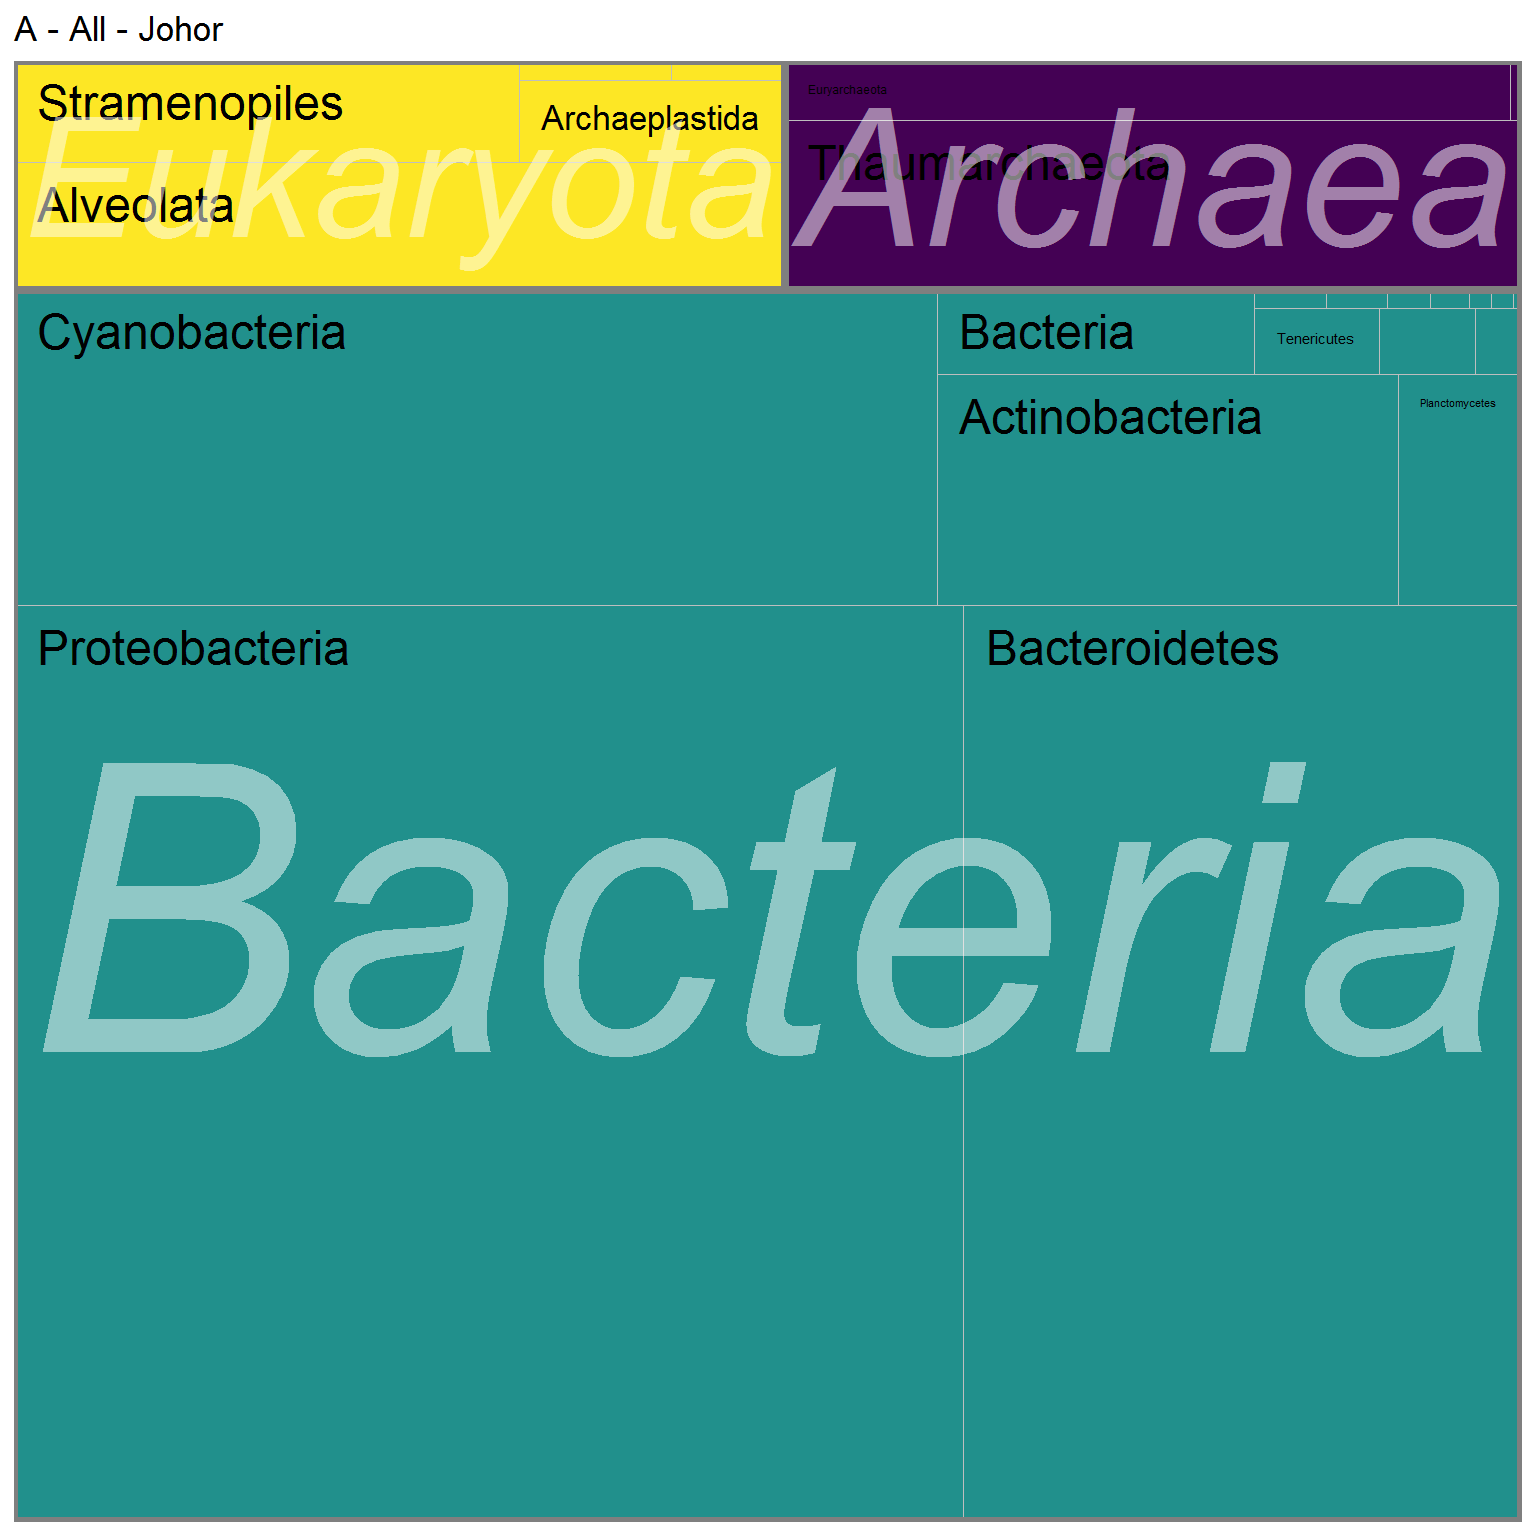 A - All - Johor
Stramenopiles
Archaeplastida
Alveolata
Eukaryota
Euryarchaeota
Thaumarchaeota
Archaea
Cyanobacteria
Bacteria
Tenericutes
Actinobacteria
Planctomycetes
Proteobacteria
Bacteroidetes
Bacteria